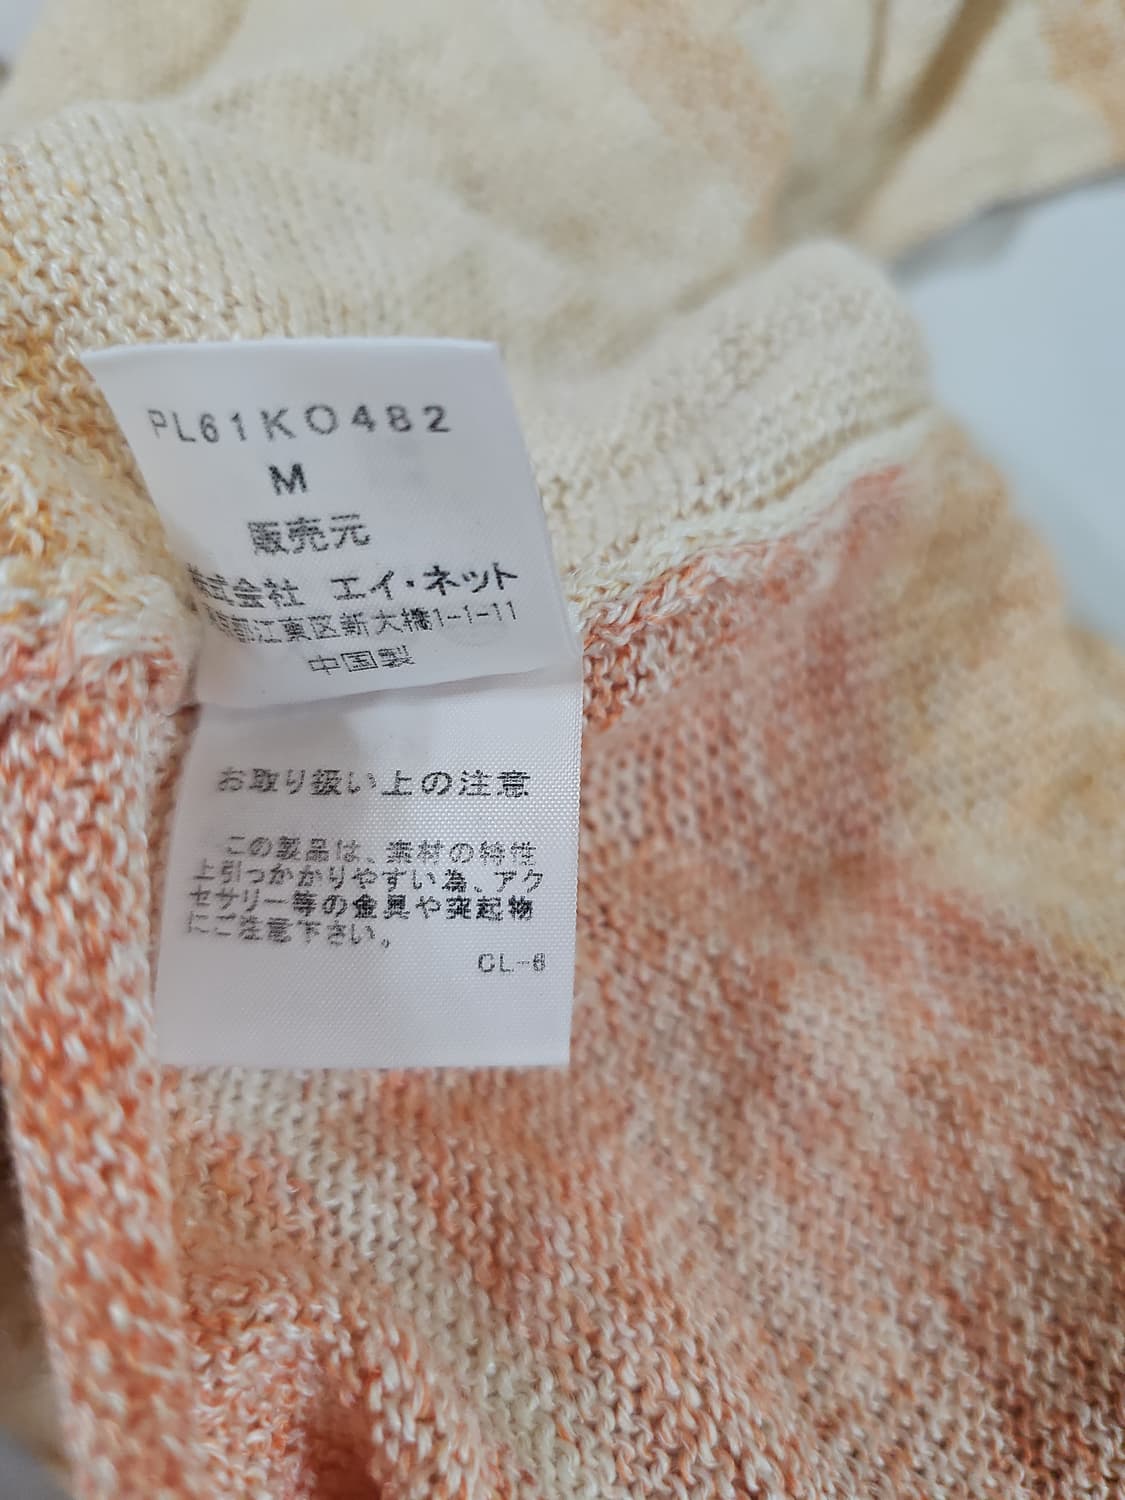 PL61KO482
M
販売元
株式会社 エイ・ネット
都江東区新大橋1-1-11
中国製
お取り扱い上の注意
この製品は、素材の特性
上引っかかりやすい為、アク
セサリー等の金具や突起物
にご注意下さい。
CL-6